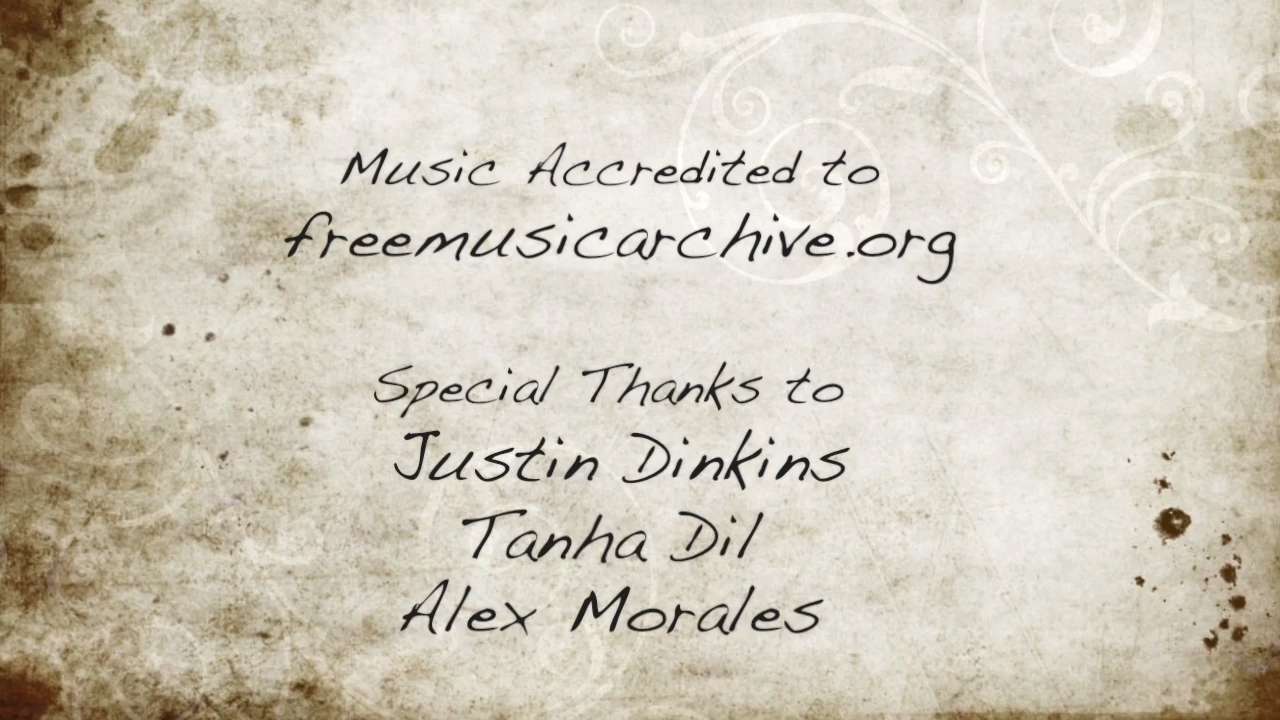 Music Accredited to
freemusicarchive.org
Special Thanks to
Justin Dinkins
Tanha Dil
Alex Morales